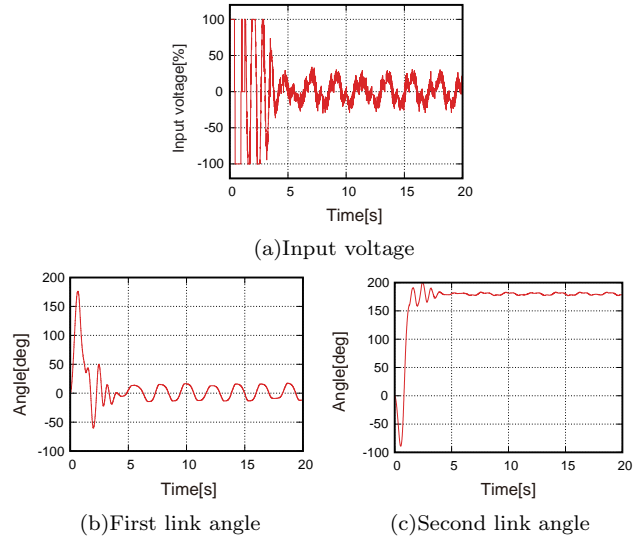 100
50
0
-50
-100
Input voltage[%]
0 5 10 15 20
Time[s]
(a)Input voltage
200
150
100
50
0
-50
-100
Angle[deg]
0 5 10 15 20
Time[s]
(b)First link angle
200
150
100
50
0
-50
-100
Angle[deg]
0 5 10 15 20
Time[s]
(c)Second link angle